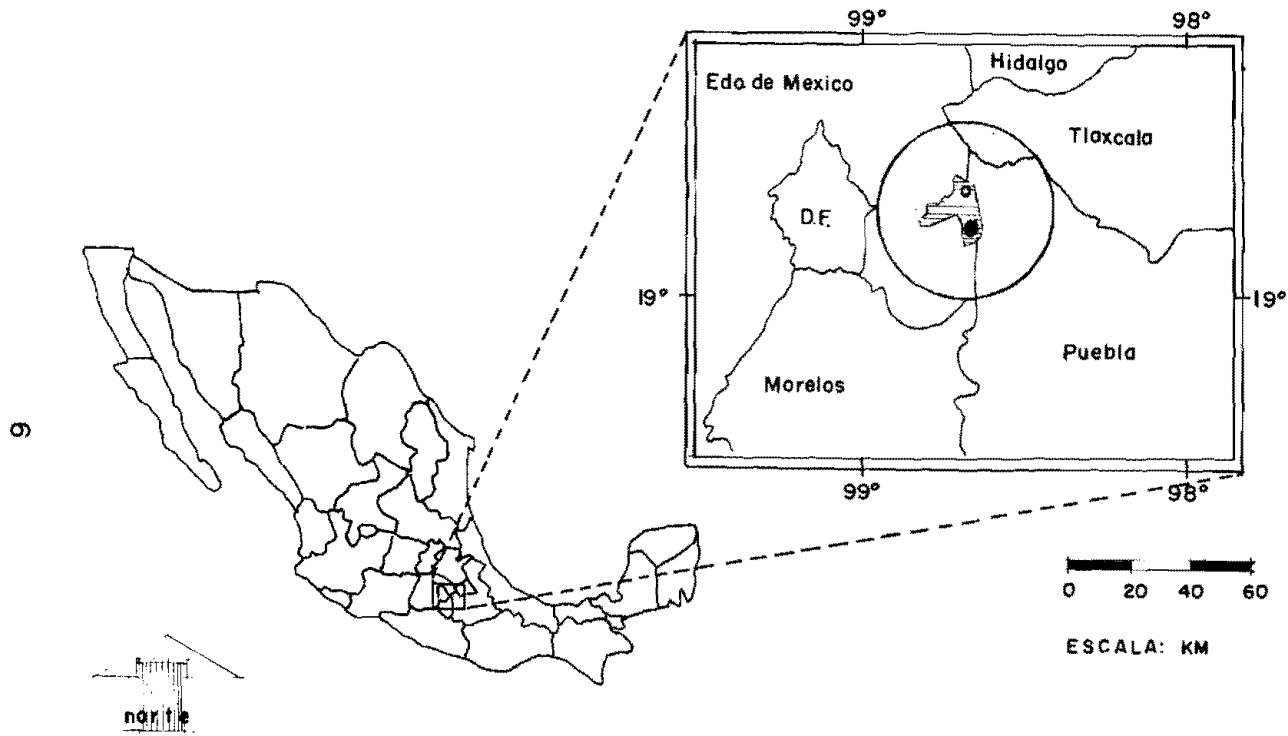 99°
98°
Hidalgo
Edo de Mexico
Tlaxcala
D.F.
19°
19°
Puebla
Morelos
99°
98°
9
0 20 40 60
ESCALA: KM
norte